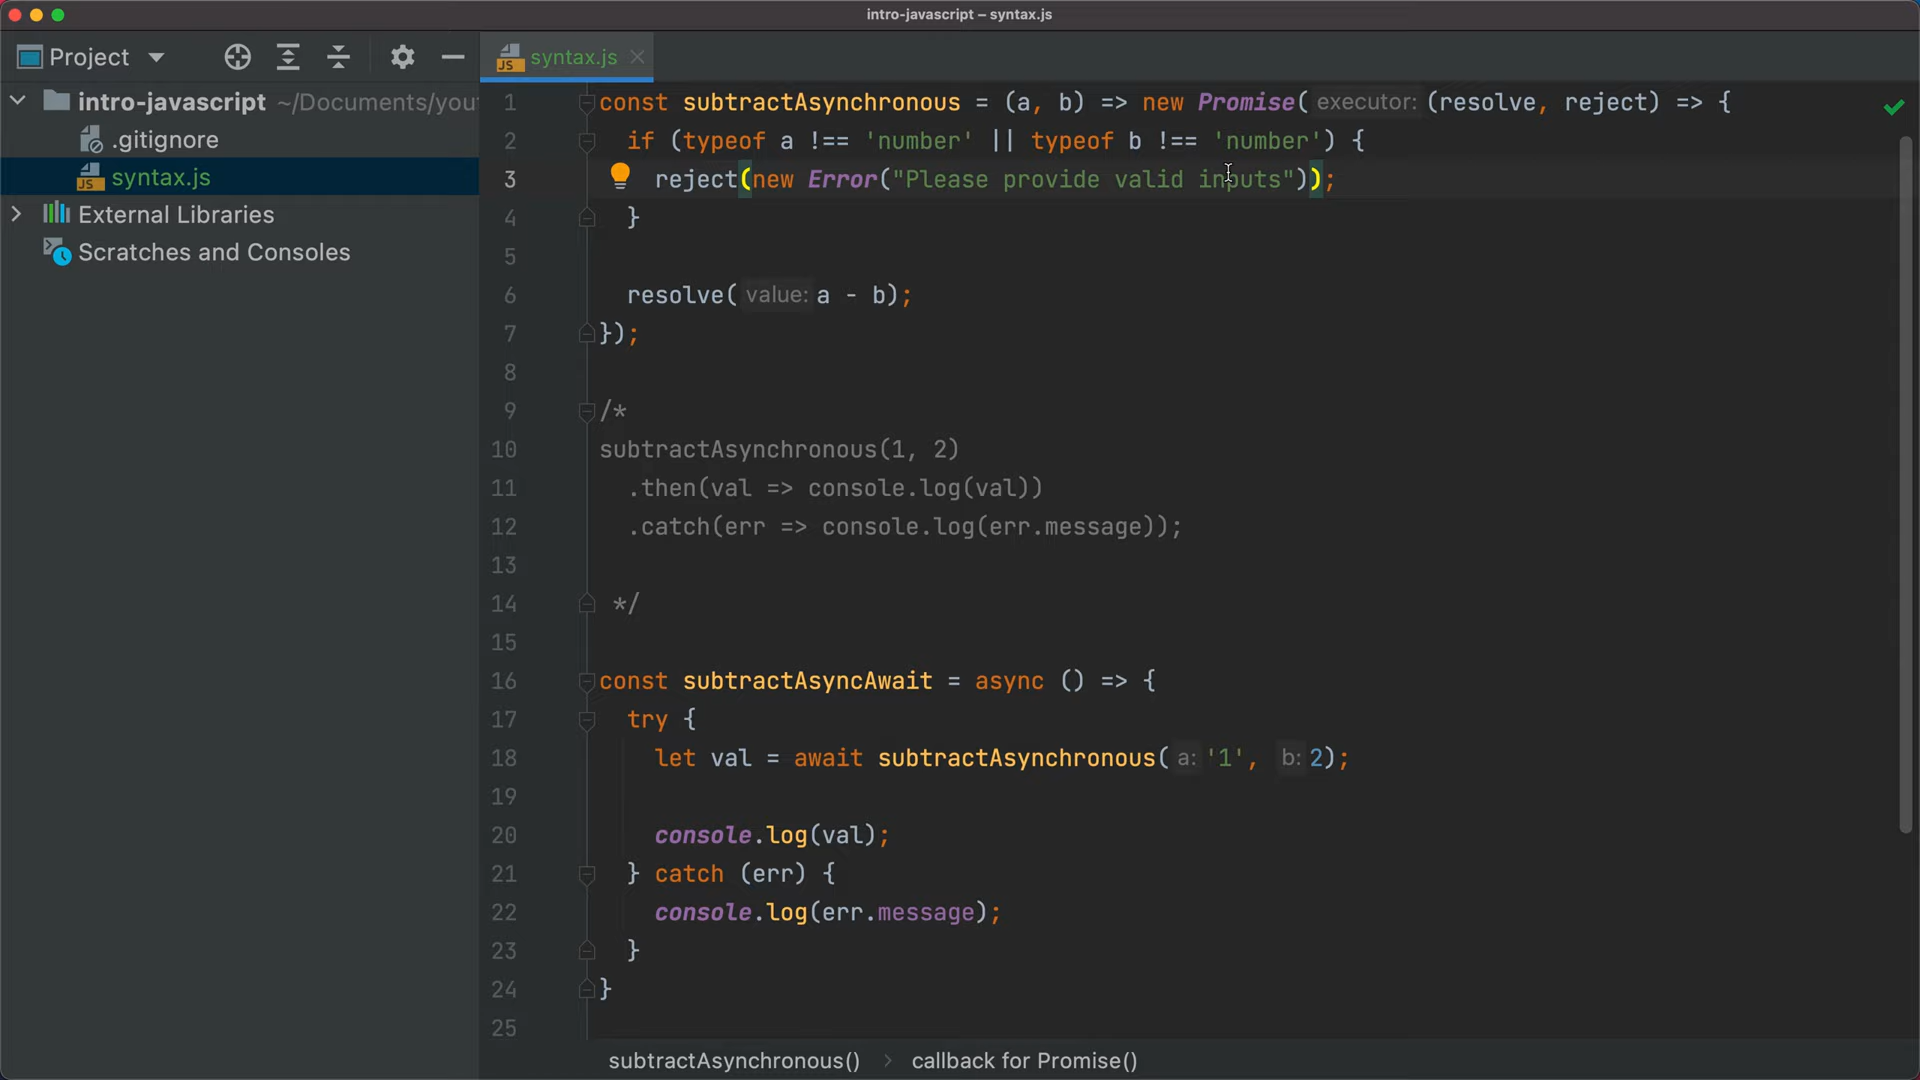 intro-javascript – syntax.js
Project
syntax.js
intro-javascript ~/Documents/you
.gitignore
syntax.js
External Libraries
Scratches and Consoles
1 const subtractAsynchronous = (a, b) => new Promise( executor: (resolve, reject) => {
2 if (typeof a !== 'number' || typeof b !== 'number') {
3 reject(new Error("Please provide valid inputs"));
4 }
5
6 resolve( value: a - b);
7 });
8
9 /*
10 subtractAsynchronous(1, 2)
11 .then(val => console.log(val))
12 .catch(err => console.log(err.message));
13
14 */
15
16 const subtractAsyncAwait = async () => {
17 try {
18 let val = await subtractAsynchronous( a: '1', b: 2);
19
20 console.log(val);
21 } catch (err) {
22 console.log(err.message);
23 }
24 }
25
subtractAsynchronous() > callback for Promise()